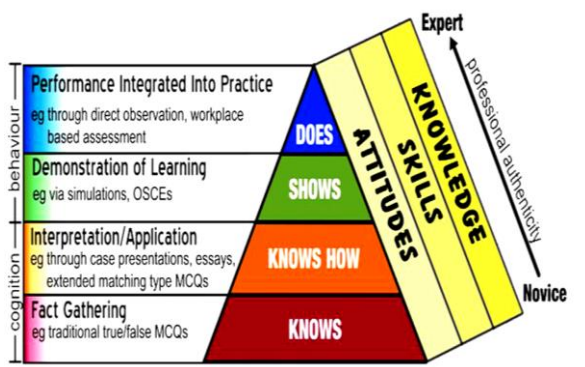 Expert
Performance Integrated Into Practice
eg through direct observation, workplace
based assessment
DOES
Demonstration of Learning
eg via simulations, OSCEs
SHOWS
Interpretation/Application
eg through case presentations, essays,
extended matching type MCQs
KNOWS HOW
Fact Gathering
eg traditional true/false MCQs
KNOWS
behaviour
cognition
ATTITUDES
SKILLS
KNOWLEDGE
professional authenticity
Novice